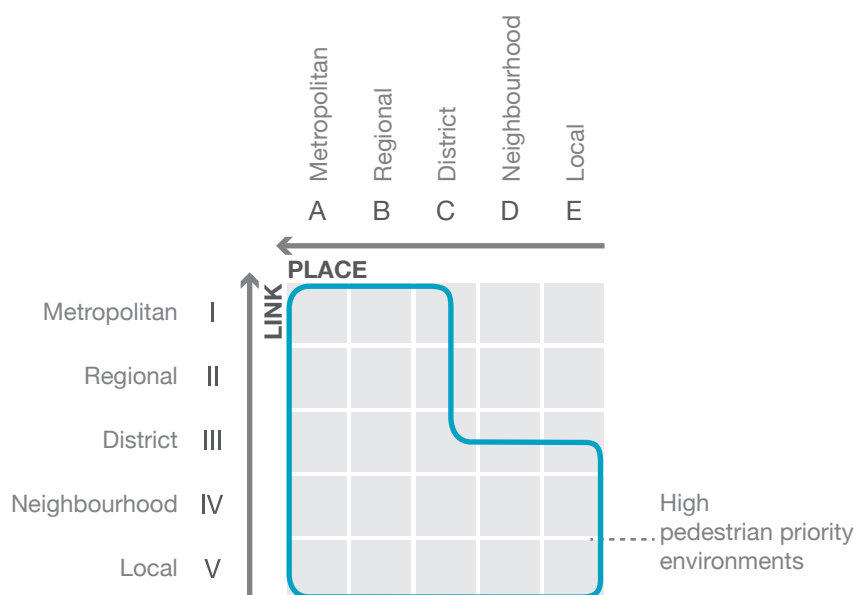 Metropolitan
Regional
District
Neighbourhood
Local
A B C D E
PLACE
LINK
Metropolitan I
Regional II
District III
Neighbourhood IV
Local V
High
pedestrian priority
environments